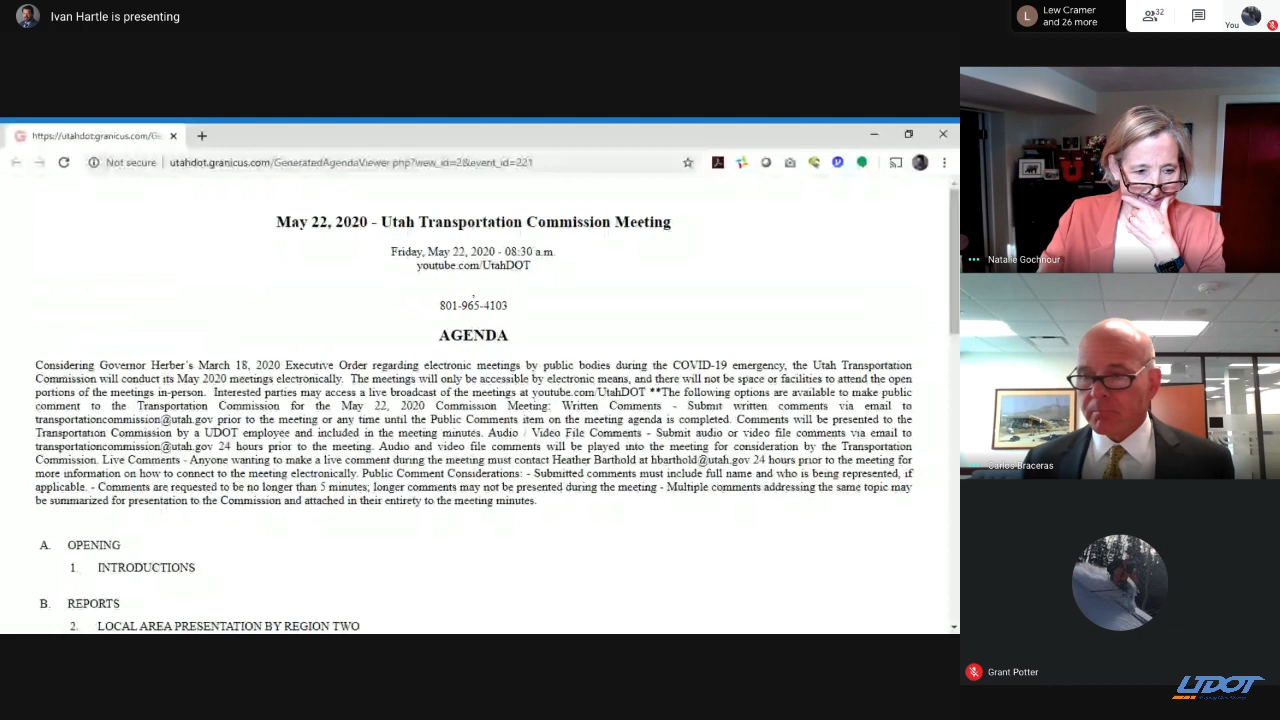 Ivan Hartle is presenting
Lew Cramer
and 26 more
32
You
L
https://utahdot.granicus.com/Ge
Not secure
utahdot.granicus.com/GeneratedAgendaViewer.php?view_id=2&event_id=221
May 22, 2020 - Utah Transportation Commission Meeting
Friday, May 22, 2020 - 08:30 a.m.
youtube.com/UtahDOT
,
801-965-4103
AGENDA
Considering Governor Herber's March 18, 2020 Executive Order regarding electronic meetings by public bodies during the COVID-19 emergency, the Utah Transportation
Commission will conduct its May 2020 meetings electronically. The meetings will only be accessible by electronic means, and there will not be space or facilities to attend the open
portions of the meetings in-person. Interested parties may access a live broadcast of the meetings at youtube.com/UtahDOT **The following options are available to make public
comment to the Transportation Commission for the May 22, 2020 Commission Meeting: Written Comments - Submit written comments via email to
transportationcommission@utah.gov prior to the meeting or any time until the Public Comments item on the meeting agenda is completed. Comments will be presented to the
Transportation Commission by a UDOT employee and included in the meeting minutes. Audio / Video File Comments - Submit audio or video file comments via email to
transportationcommission@utah.gov 24 hours prior to the meeting. Audio and video file comments will be played into the meeting for consideration by the Transportation
Commission. Live Comments - Anyone wanting to make a live comment during the meeting must contact Heather Barthold at hbarthold@utah.gov 24 hours prior to the meeting for
more information on how to connect to the meeting electronically. Public Comment Considerations: - Submitted comments must include full name and who is being represented, if
applicable. - Comments are requested to be no longer than 5 minutes; longer comments may not be presented during the meeting - Multiple comments addressing the same topic may
be summarized for presentation to the Commission and attached in their entirety to the meeting minutes.
A. OPENING
1. INTRODUCTIONS
B. REPORTS
2. LOCAL AREA PRESENTATION BY REGION TWO
Natalie Gochnour
Carlos Braceras
Grant Potter
UDOT